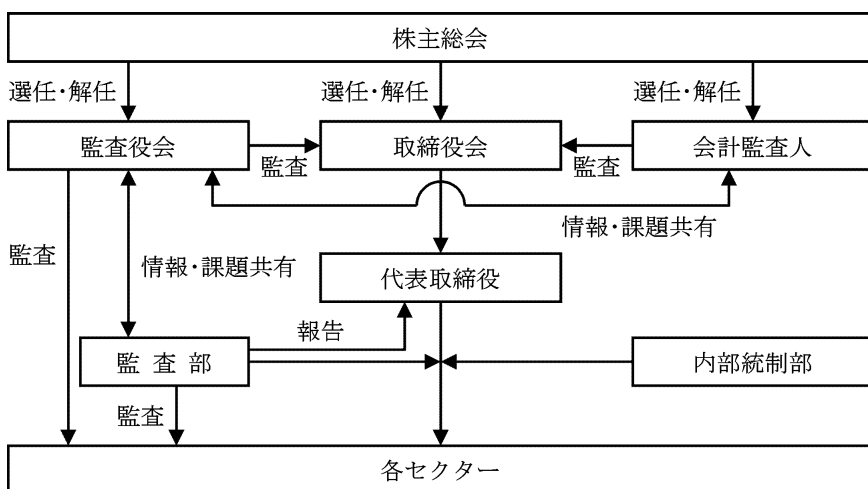 株主総会
選任・解任
選任・解任
選任・解任
監査役会
監査
取締役会
監査
会計監査人
監査
情報・課題共有
情報・課題共有
代表取締役
報告
監査部
内部統制部
監査
各セクター